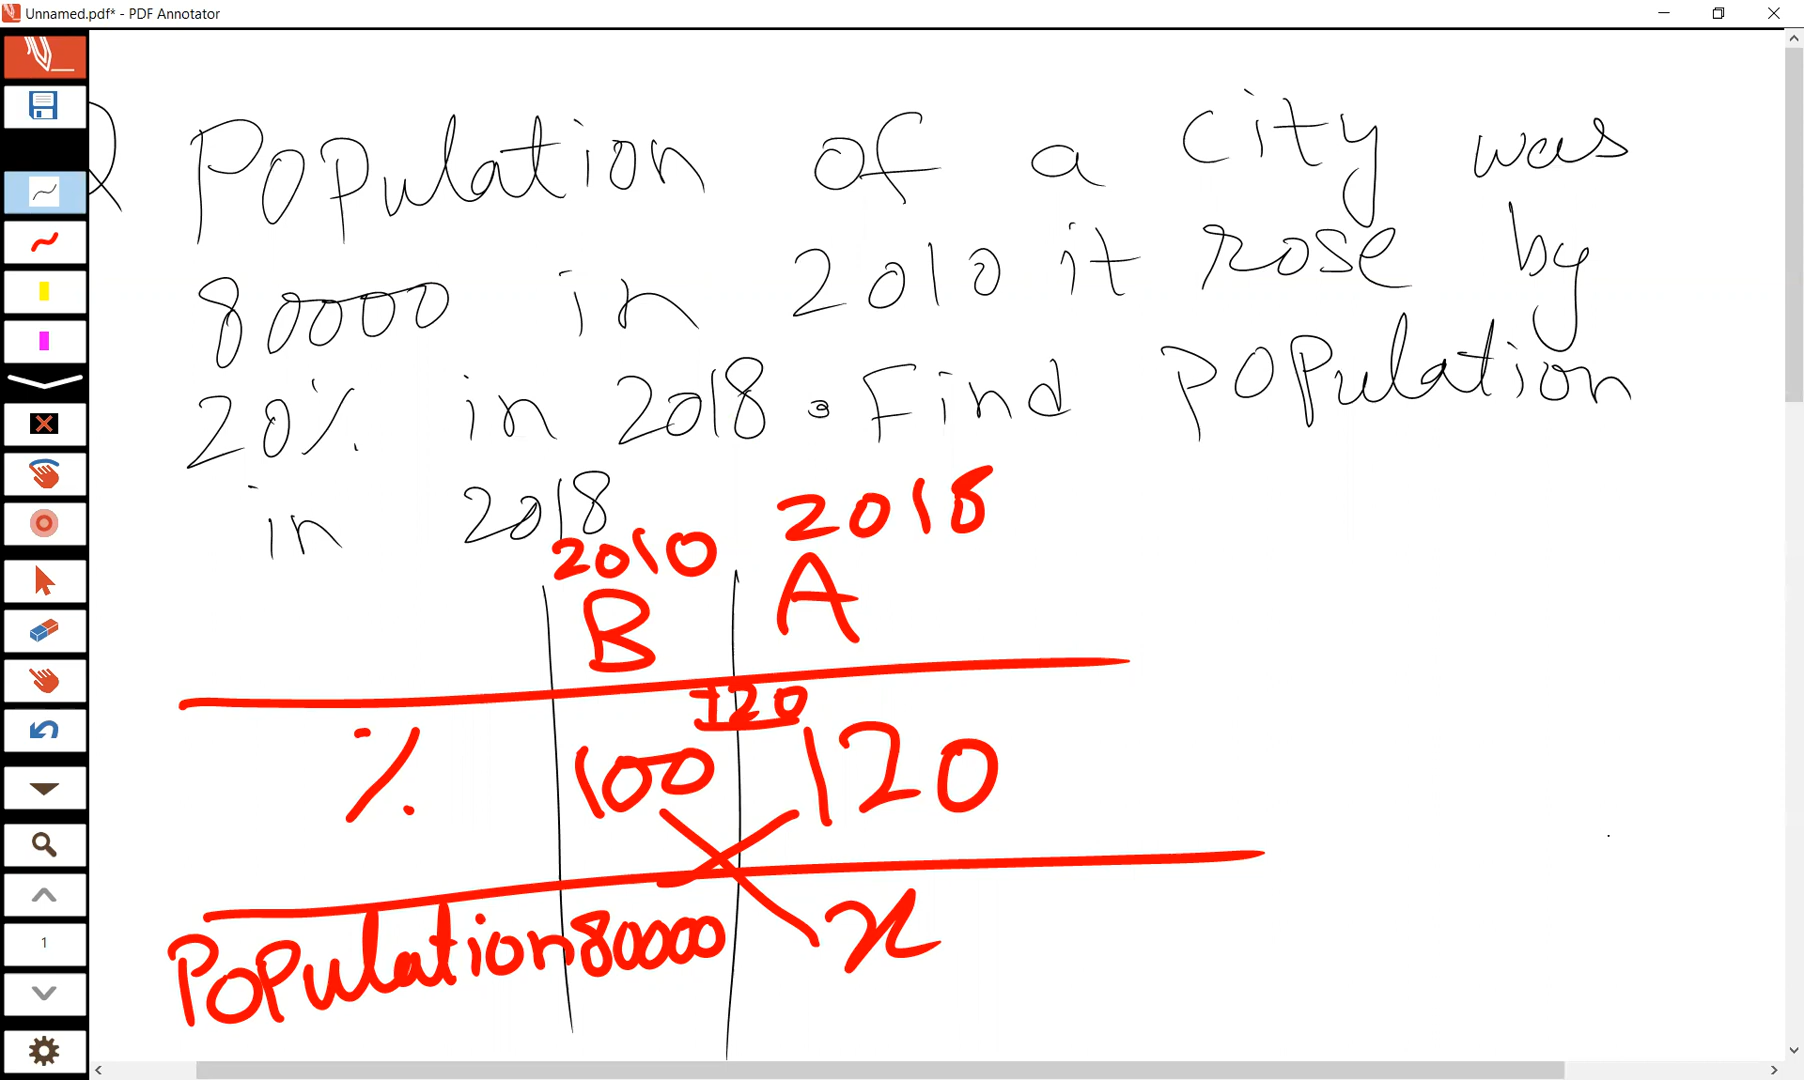 Unnamed.pdf* - PDF Annotator
Q Population of a city was
80000 in 2010 it rose by
20% in 2018. Find population
in 2018
2010 2018
B A
+20
% 100 120
Population 80000 x
1